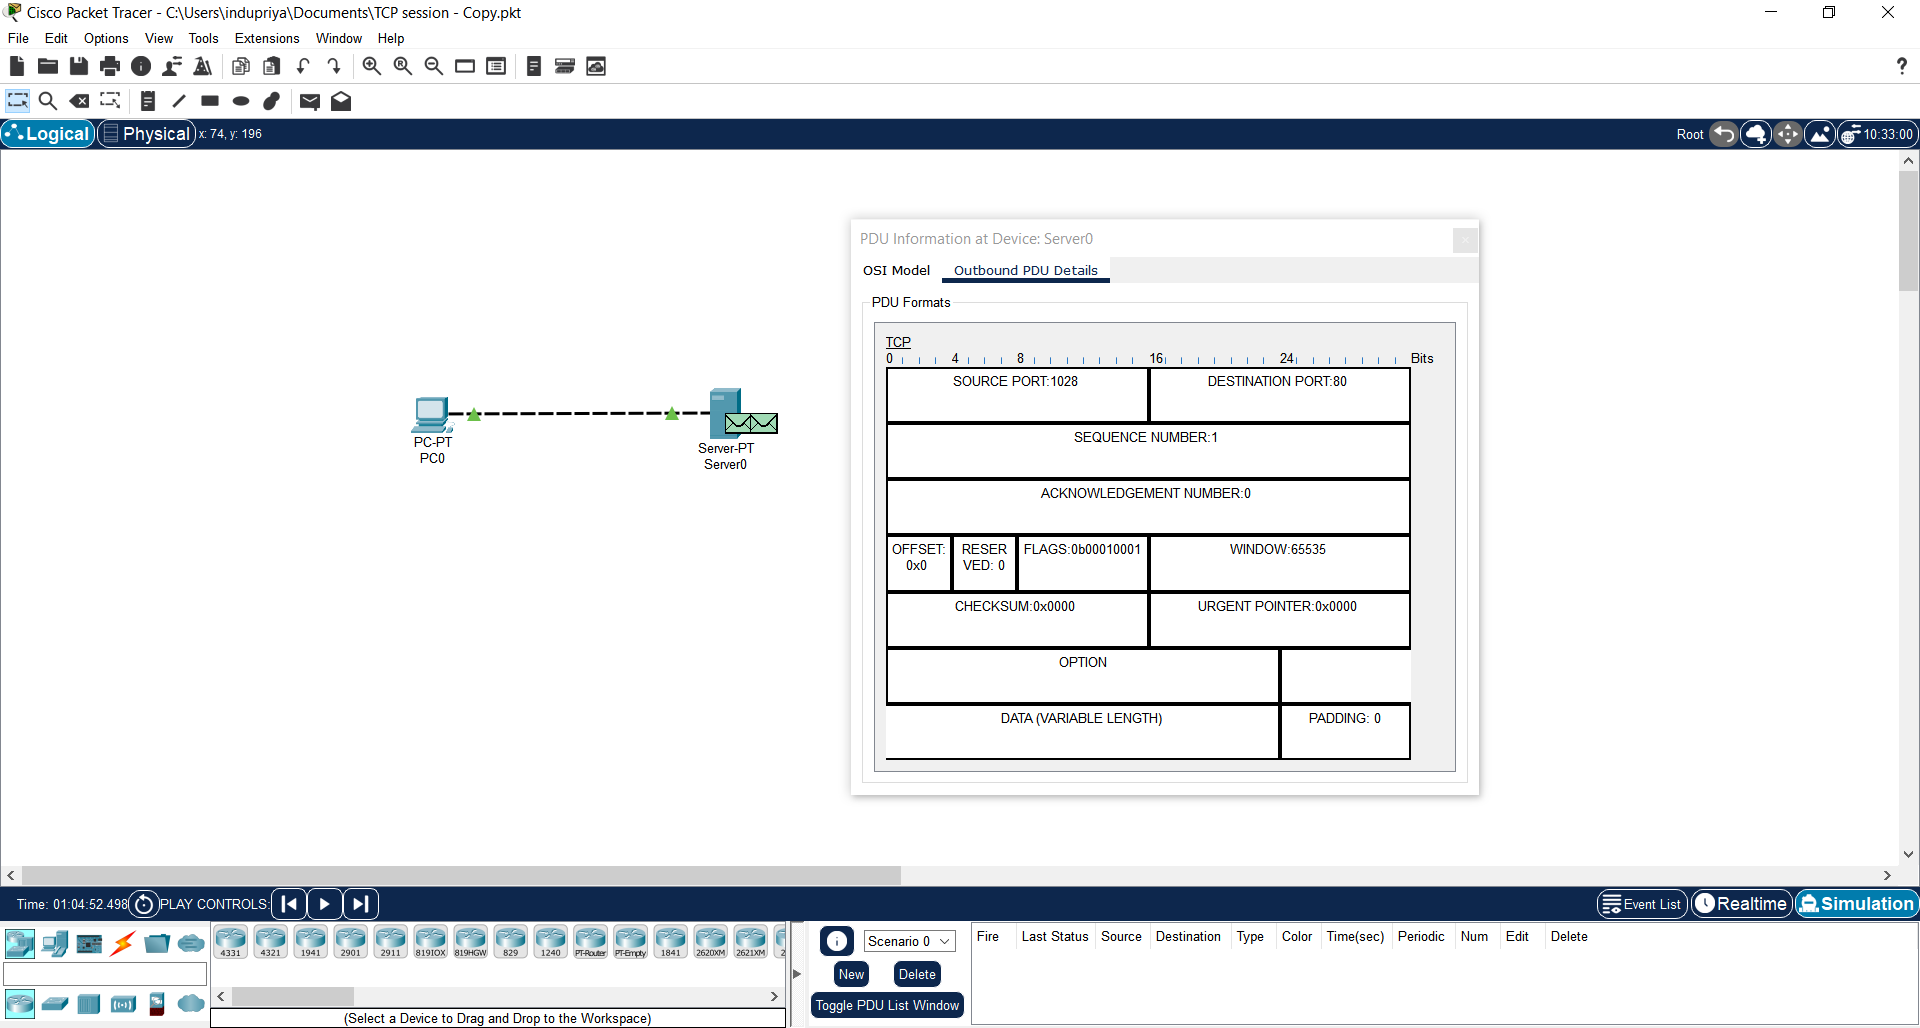 Cisco Packet Tracer - C:\Users\indupriya\Documents\TCP session - Copy.pkt
File Edit Options View Tools Extensions Window Help
Logical Physical x: 74, y: 196 Root 10:33:00
PDU Information at Device: Server0
OSI Model Outbound PDU Details
PDU Formats
TCP
0 4 8 16 24 Bits
SOURCE PORT:1028 DESTINATION PORT:80
SEQUENCE NUMBER:1
ACKNOWLEDGEMENT NUMBER:0
OFFSET: RESER FLAGS:0b00010001 WINDOW:65535
0x0 VED: 0
CHECKSUM:0x0000 URGENT POINTER:0x0000
OPTION
DATA (VARIABLE LENGTH) PADDING: 0
PC-PT
PC0
Server-PT
Server0
Time: 01:04:52.498 PLAY CONTROLS: Event List Realtime Simulation
4331 4321 1941 2901 2911 819IOX 819HGW 829 1240 PT-Router PT-Empty 1841 2620XM 2621XM 2
(Select a Device to Drag and Drop to the Workspace)
Scenario 0
New Delete
Toggle PDU List Window
Fire Last Status Source Destination Type Color Time(sec) Periodic Num Edit Delete